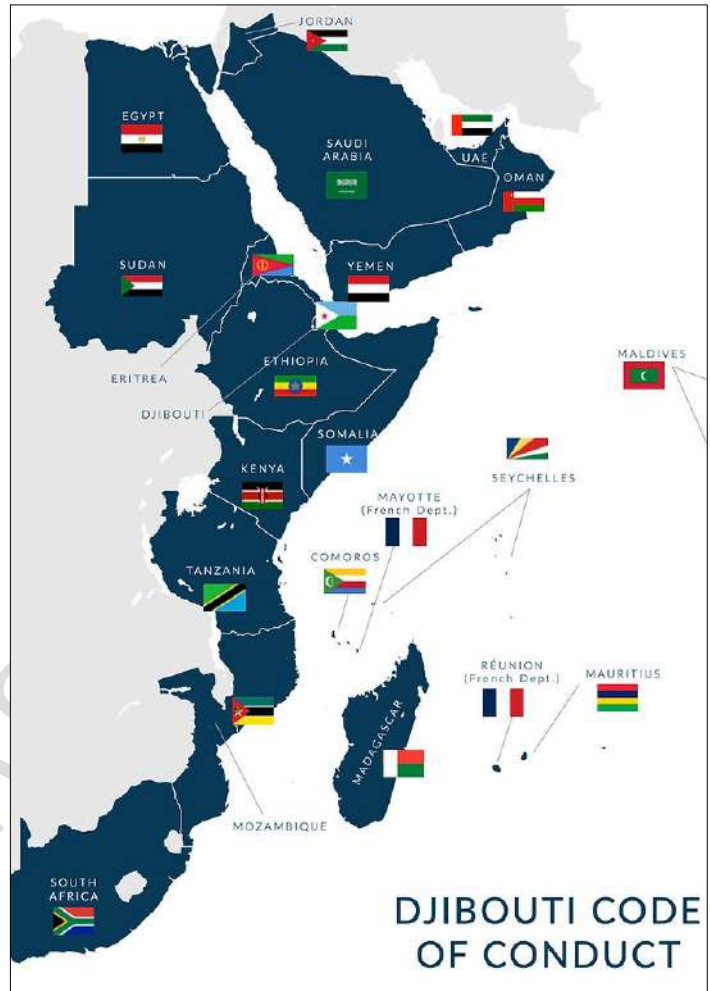 JORDAN
EGYPT
SAUDI
ARABIA
UAE
OMAN
SUDAN
YEMEN
ERITREA
ETHIOPIA
DJIBOUTI
MALDIVES
SOMALIA
KENYA
SEYCHELLES
MAYOTTE
(French Dept.)
COMOROS
TANZANIA
RÉUNION
(French Dept.)
MAURITIUS
MADAGASCAR
MOZAMBIQUE
SOUTH
AFRICA
DJIBOUTI CODE
OF CONDUCT